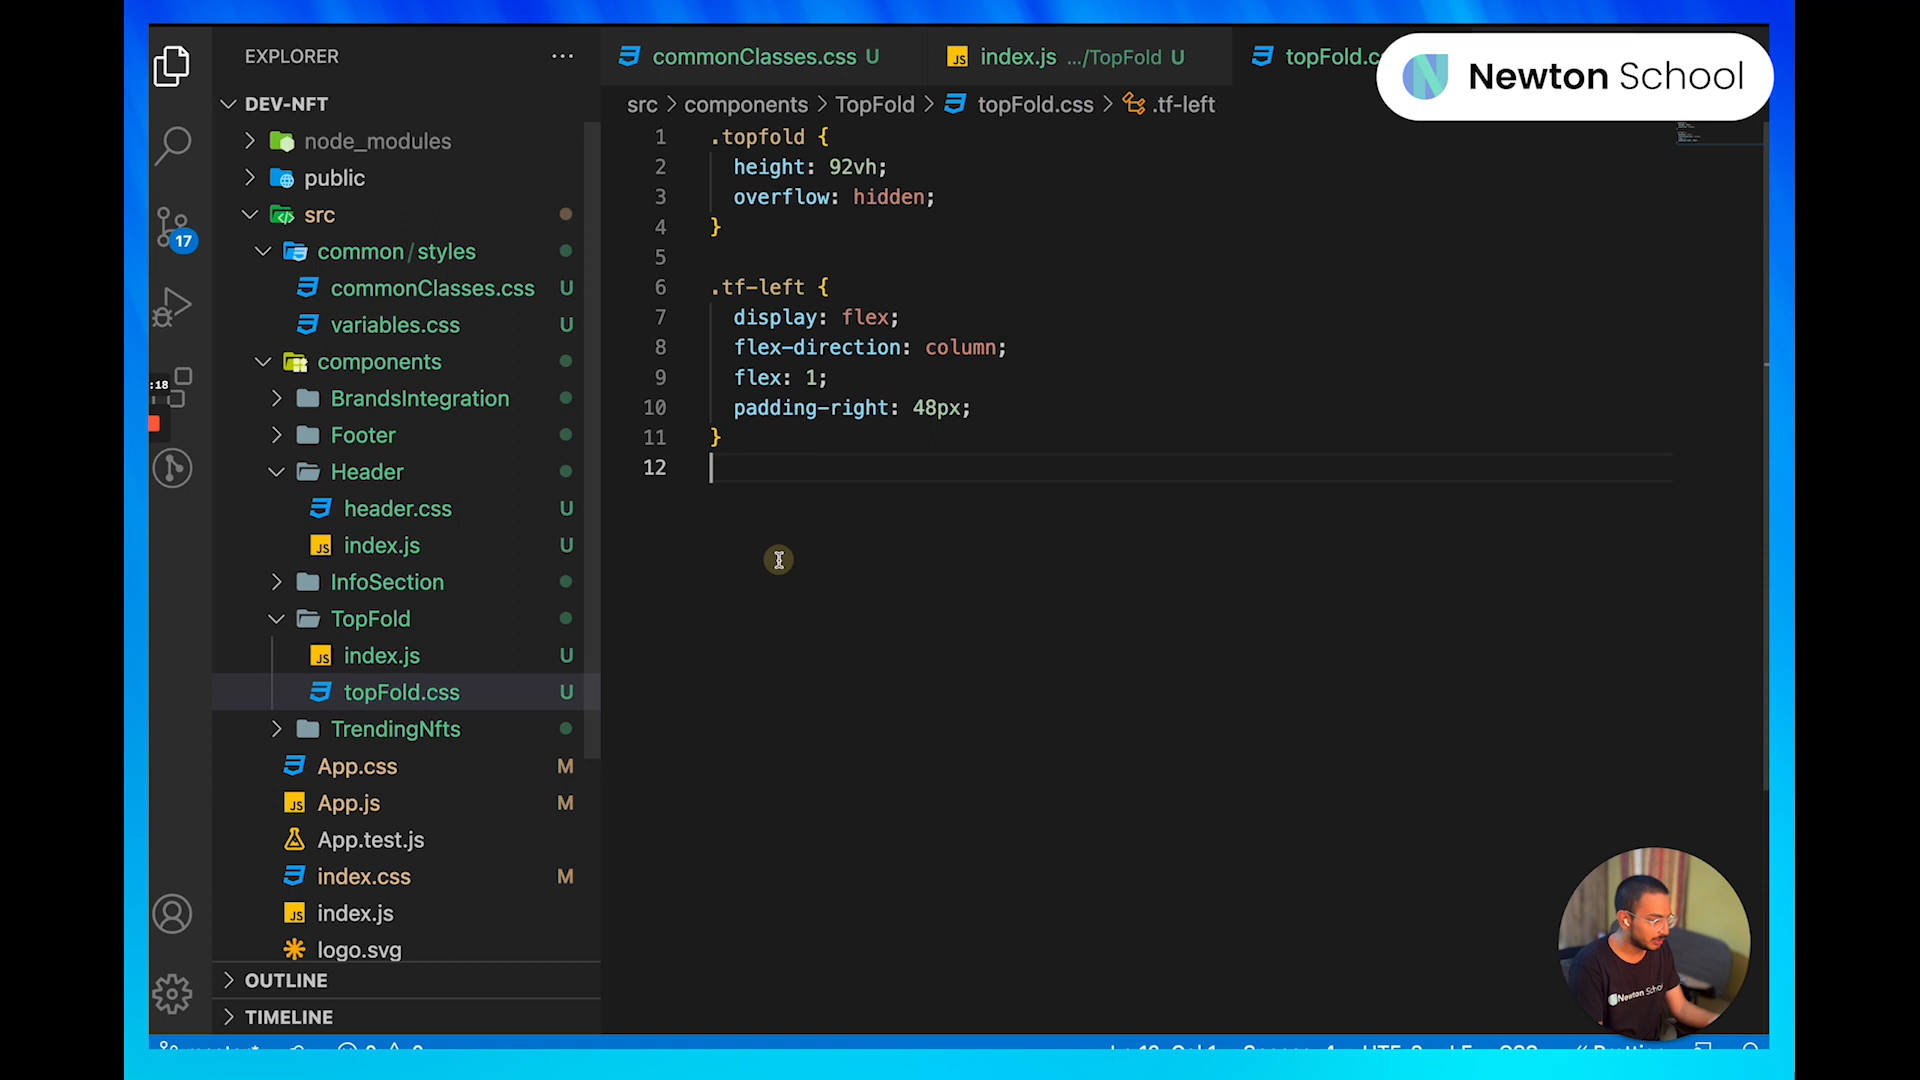 EXPLORER
DEV-NFT
node_modules
public
src
common/styles
commonClasses.css U
variables.css U
components
BrandsIntegration
Footer
Header
header.css U
index.js U
InfoSection
TopFold
index.js U
topFold.css U
TrendingNfts
App.css M
App.js M
App.test.js
index.css M
index.js
logo.svg
OUTLINE
TIMELINE
17
:18
commonClasses.css U
index.js .../TopFold U
topFold.c
Newton School
src > components > TopFold > topFold.css > .tf-left
1 .topfold {
2 height: 92vh;
3 overflow: hidden;
4 }
5
6 .tf-left {
7 display: flex;
8 flex-direction: column;
9 flex: 1;
10 padding-right: 48px;
11 }
12
Newton School